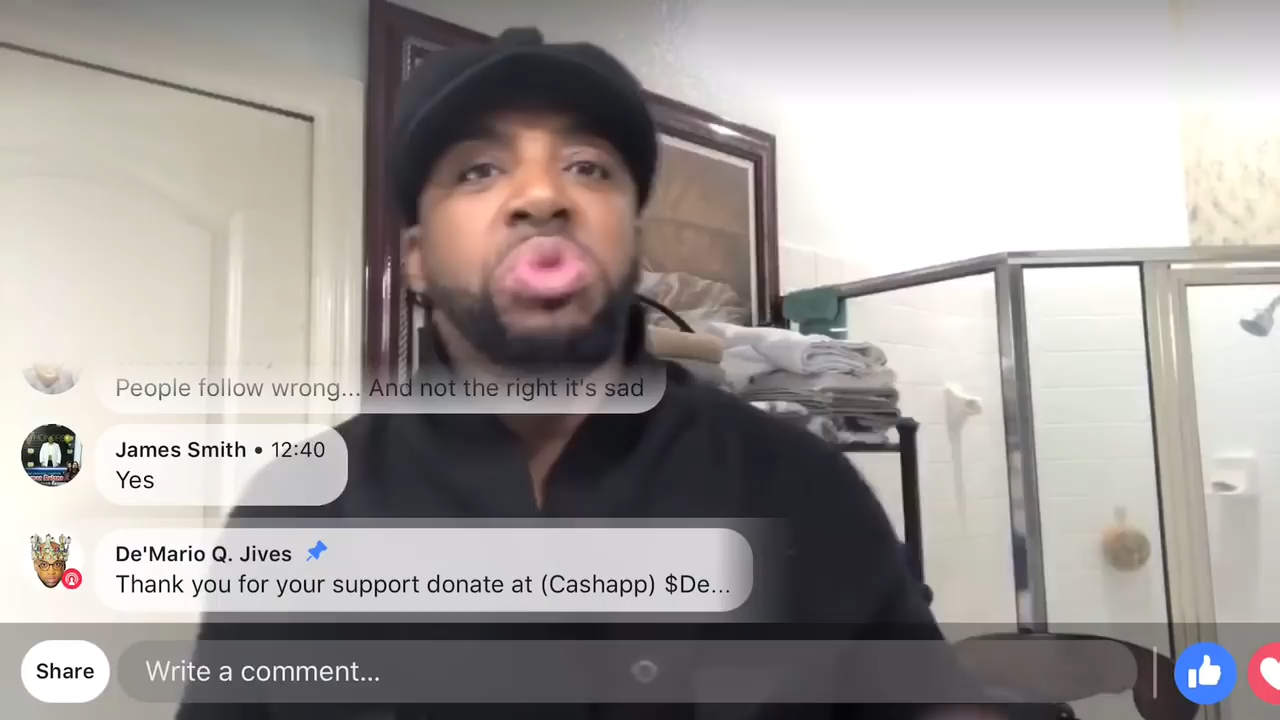 People follow wrong... And not the right it's sad
James Smith • 12:40
Yes
De'Mario Q. Jives
Thank you for your support donate at (Cashapp) $De...
Share
Write a comment...